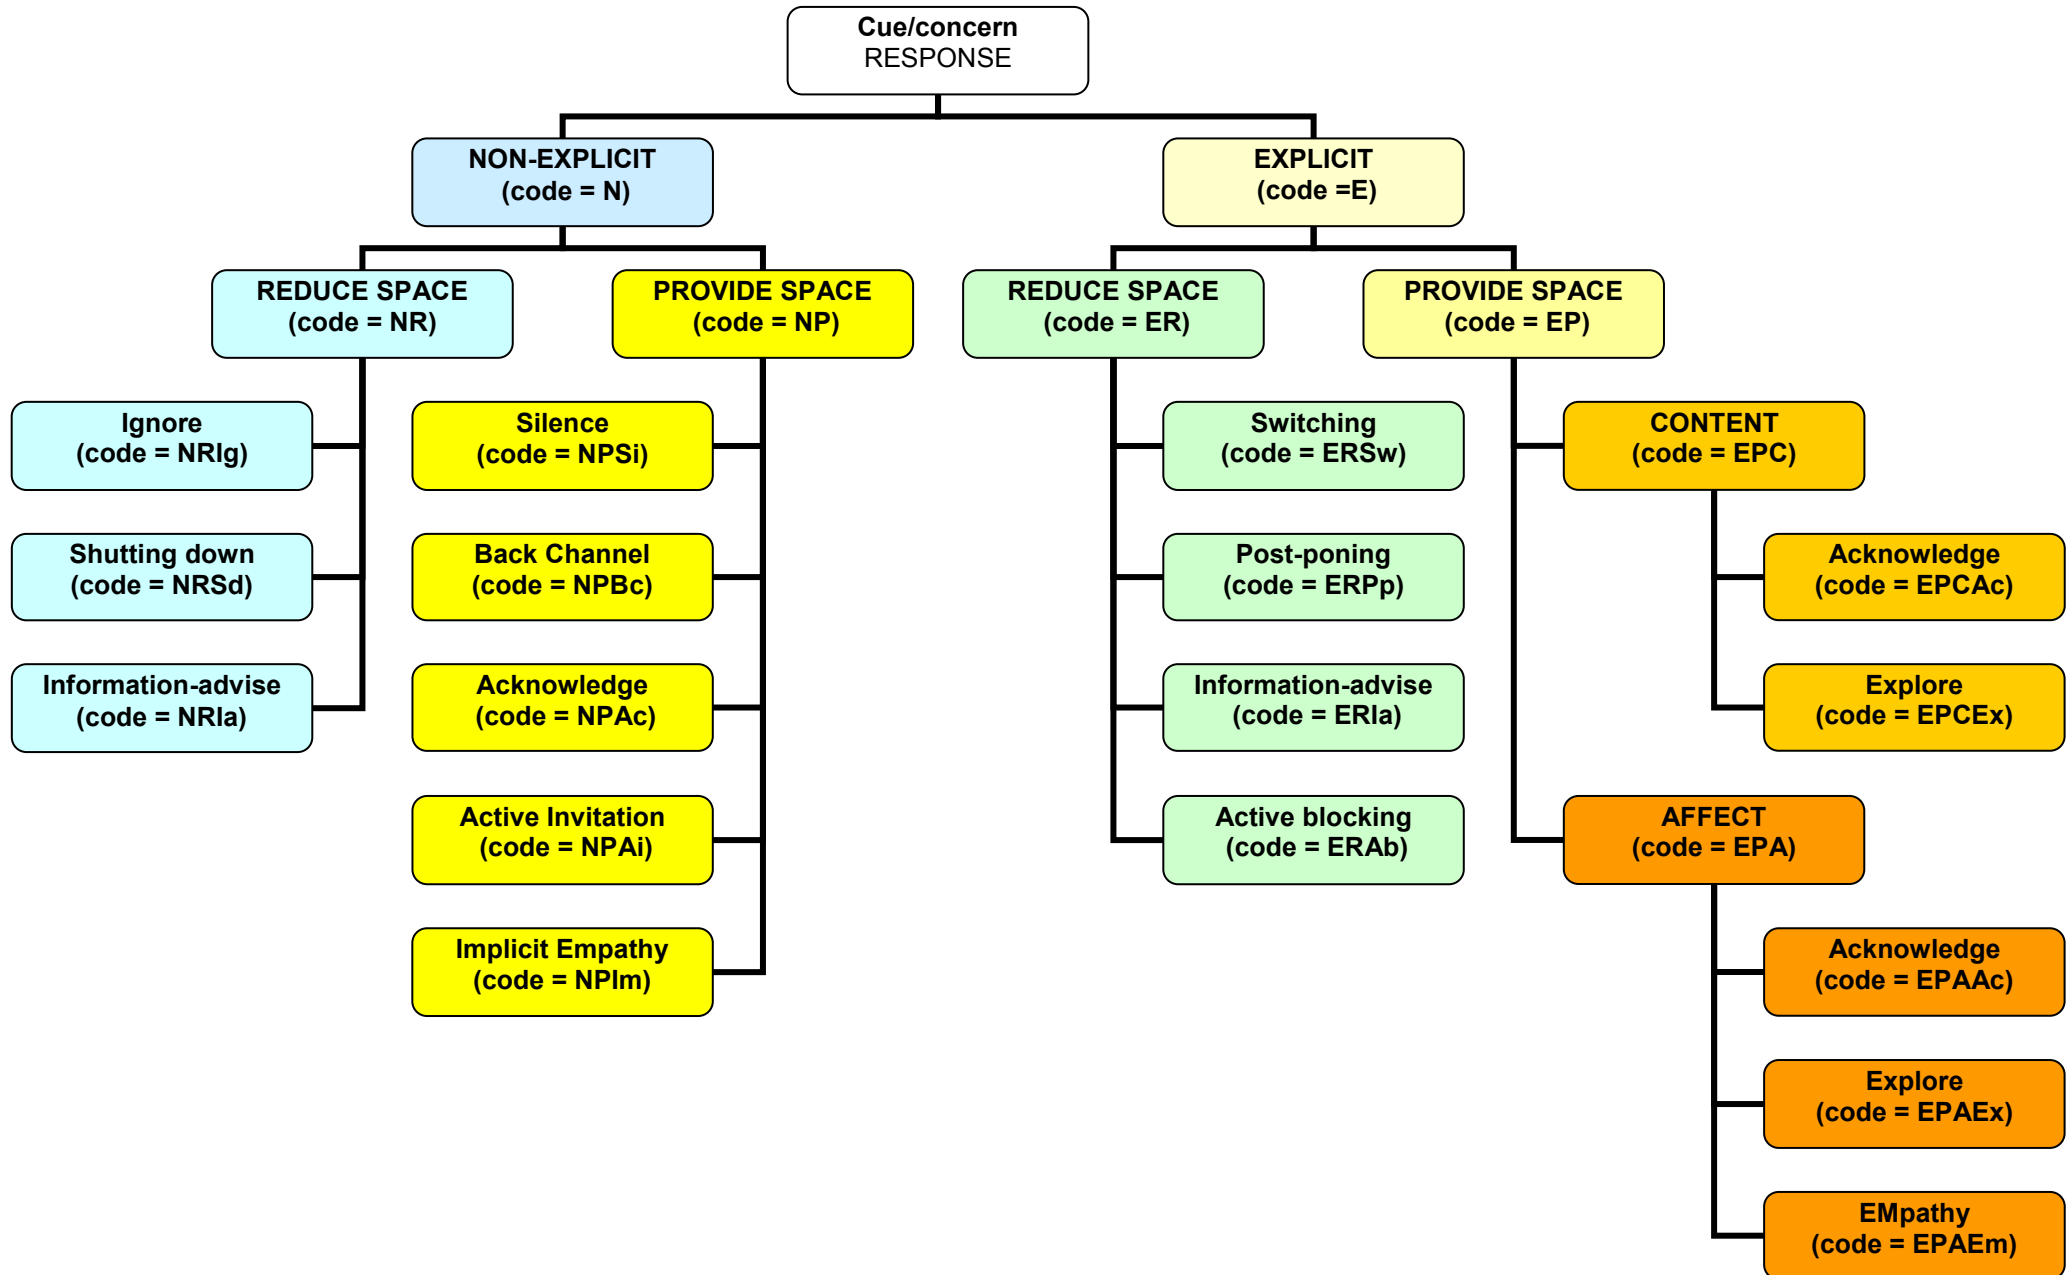 Cue/concern
RESPONSE
NON-EXPLICIT
(code = N)
EXPLICIT
(code =E)
REDUCE SPACE
(code = NR)
PROVIDE SPACE
(code = NP)
REDUCE SPACE
(code = ER)
PROVIDE SPACE
(code = EP)
Ignore
(code = NRIg)
Silence
(code = NPSi)
Switching
(code = ERSw)
CONTENT
(code = EPC)
Shutting down
(code = NRSd)
Back Channel
(code = NPBc)
Post-poning
(code = ERPp)
Acknowledge
(code = EPCAc)
Information-advise
(code = NRIa)
Acknowledge
(code = NPAc)
Information-advise
(code = ERIa)
Explore
(code = EPCEx)
Active Invitation
(code = NPAi)
Active blocking
(code = ERAb)
AFFECT
(code = EPA)
Implicit Empathy
(code = NPIm)
Acknowledge
(code = EPAAc)
Explore
(code = EPAEx)
EMpathy
(code = EPAEm)